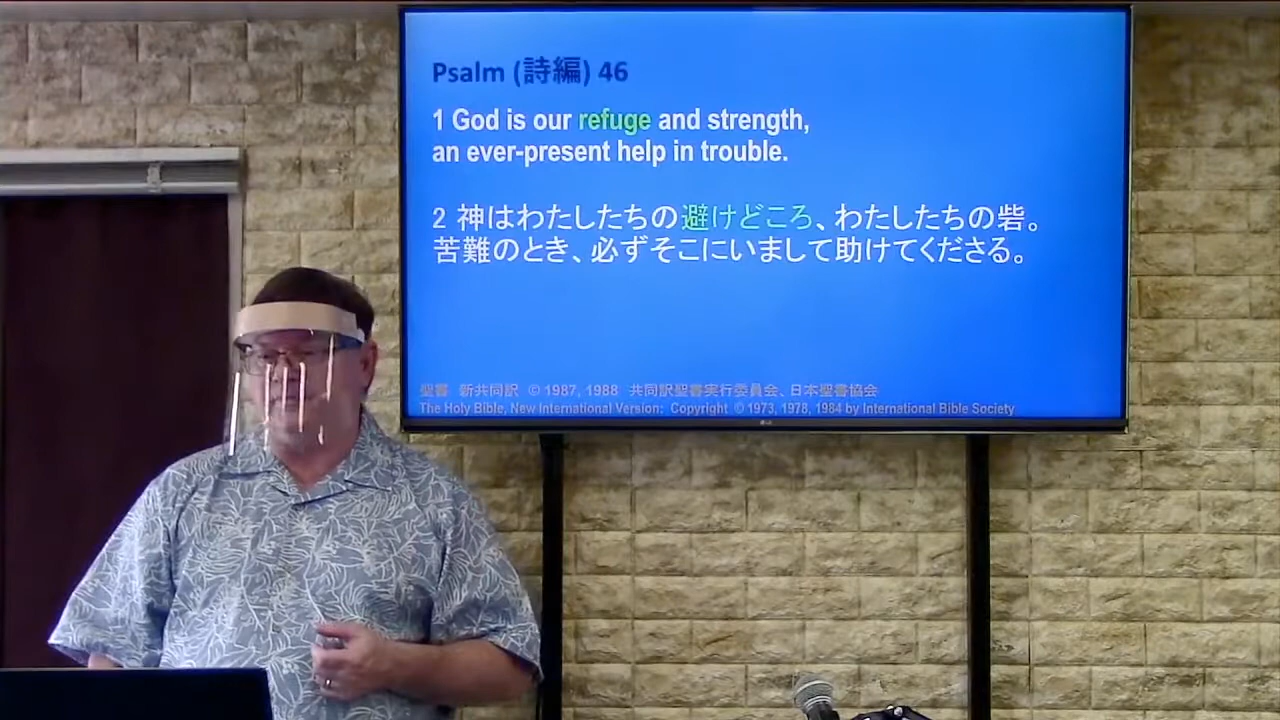 Psalm (詩編) 46
1 God is our refuge and strength,
an ever-present help in trouble.
2 神はわたしたちの避けどころ、わたしたちの砦。
苦難のとき、必ずそこにいまして助けてくださる。
聖書 新共同訳 © 1987, 1988 共同訳聖書実行委員会、日本聖書協会
The Holy Bible, New International Version: Copyright © 1973, 1978, 1984 by International Bible Society
LG